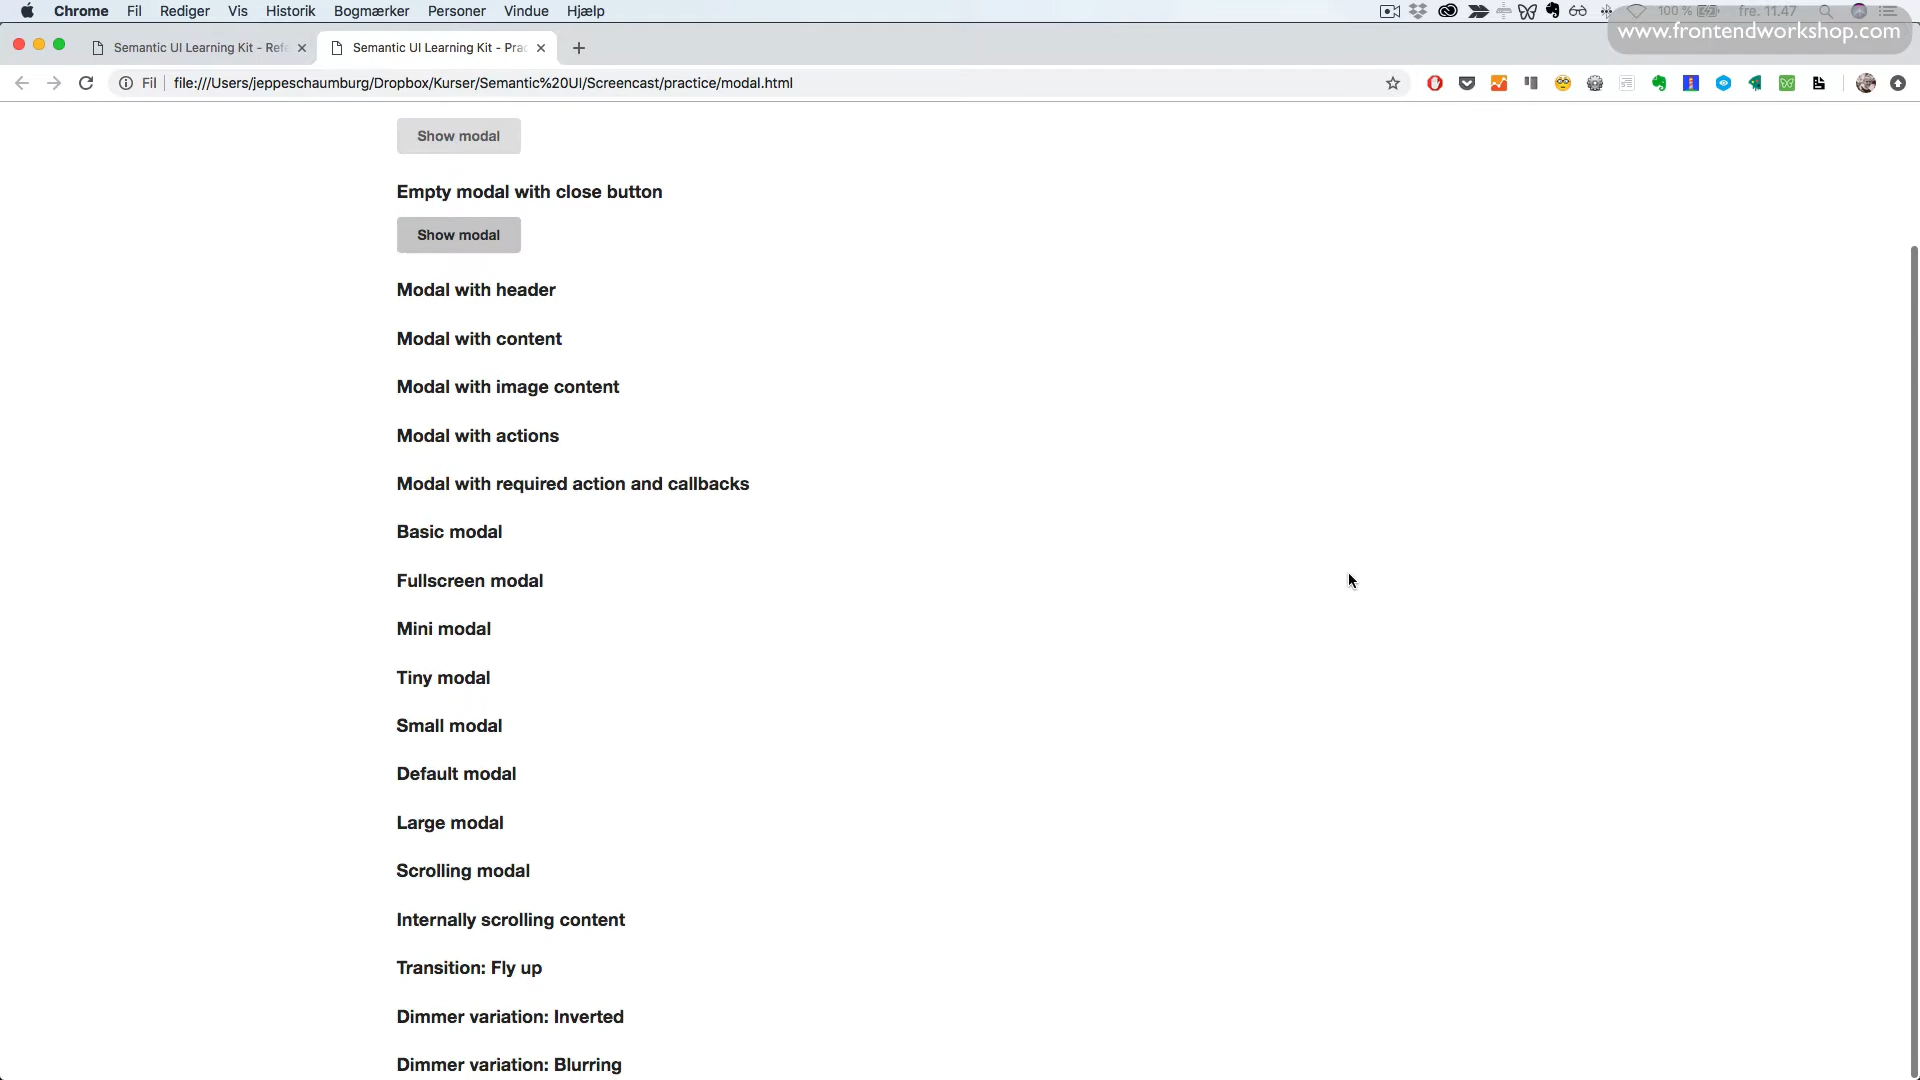 Chrome Fil Rediger Vis Historik Bogmærker Personer Vindue Hjælp 100 % fre. 11.47
www.frontendworkshop.com
Semantic UI Learning Kit - Refe Semantic UI Learning Kit - Prac
Fil file:///Users/jeppeschaumburg/Dropbox/Kurser/Semantic%20UI/Screencast/practice/modal.html
Show modal
Empty modal with close button
Show modal
Modal with header
Modal with content
Modal with image content
Modal with actions
Modal with required action and callbacks
Basic modal
Fullscreen modal
Mini modal
Tiny modal
Small modal
Default modal
Large modal
Scrolling modal
Internally scrolling content
Transition: Fly up
Dimmer variation: Inverted
Dimmer variation: Blurring